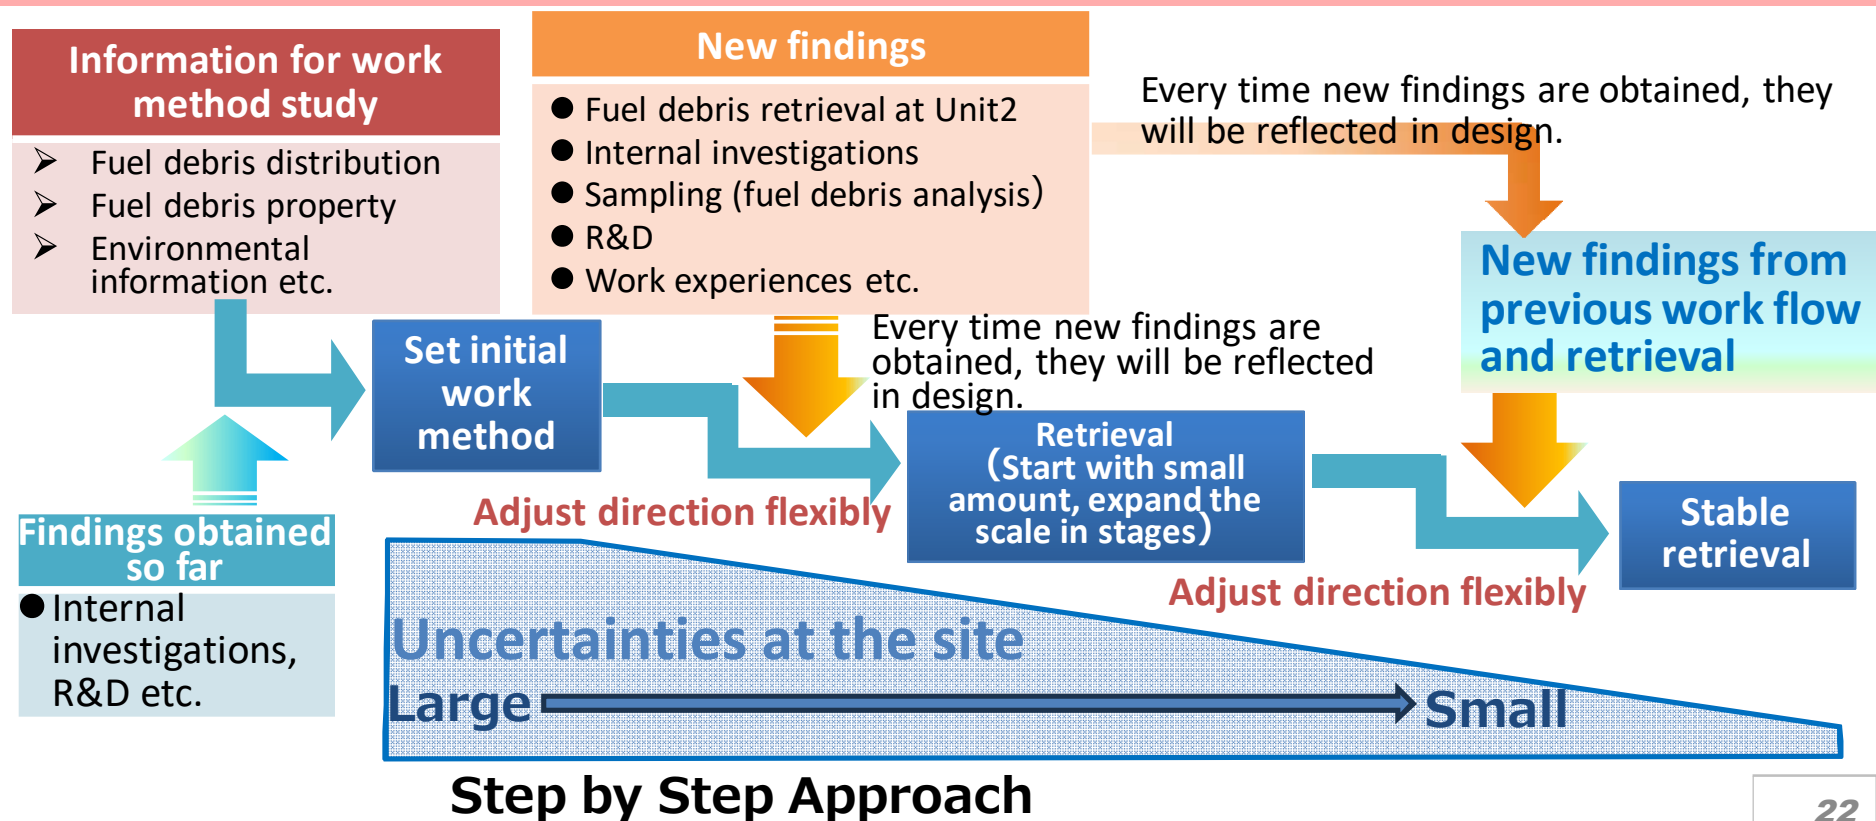 Information for work
method study
➢ Fuel debris distribution
➢ Fuel debris property
➢ Environmental
information etc.
New findings
● Fuel debris retrieval at Unit2
● Internal investigations
● Sampling (fuel debris analysis）
● R&D
● Work experiences etc.
Every time new findings are obtained, they
will be reflected in design.
New findings from
previous work flow
and retrieval
Every time new findings are
obtained, they will be reflected
in design.
Set initial
work
method
Retrieval
（Start with small
amount, expand the
scale in stages）
Stable
retrieval
Adjust direction flexibly
Adjust direction flexibly
Findings obtained
so far
● Internal
investigations,
R&D etc.
Uncertainties at the site
Large
Small
Step by Step Approach
22